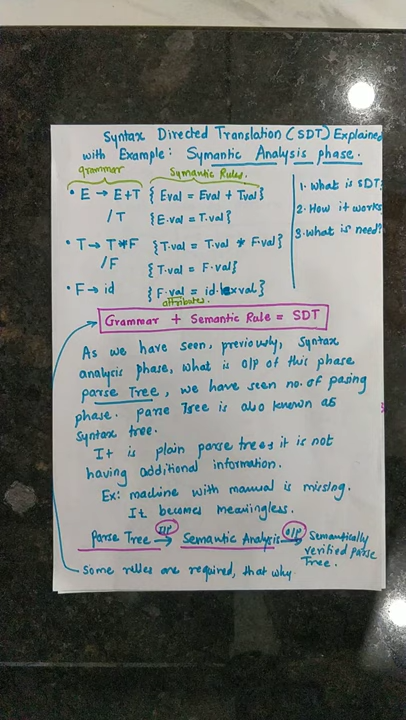 Syntax Directed Translation (SDT) Explained
with Example: Symantic Analysis phase.
grammar Symantic Rules.
• E → E+T { Eval = Eval + Tval}
/T {E.val = T.val}
• T → T*F {T.val = T.val * F.val}
/F {T.val = F.val}
• F → id {F.val = id.lexval}
attributes.
1. What is SDT?
2. How it works
3. what is need?
Grammar + Semantic Rule = SDT
As we have seen, previously, Syntax
analysis phase, what is o/p of this phase
parse Tree, we have seen no. of pasing
phase. parse Tree is also known as
Syntax tree.
It is plain parse trees it is not
having additional information.
Ex: machine with manual is missing.
It becomes meaningless.
Parse Tree I/P → Semantic Analysis O/P → Semantically
verified parse
Tree.
Some rules are required, that why